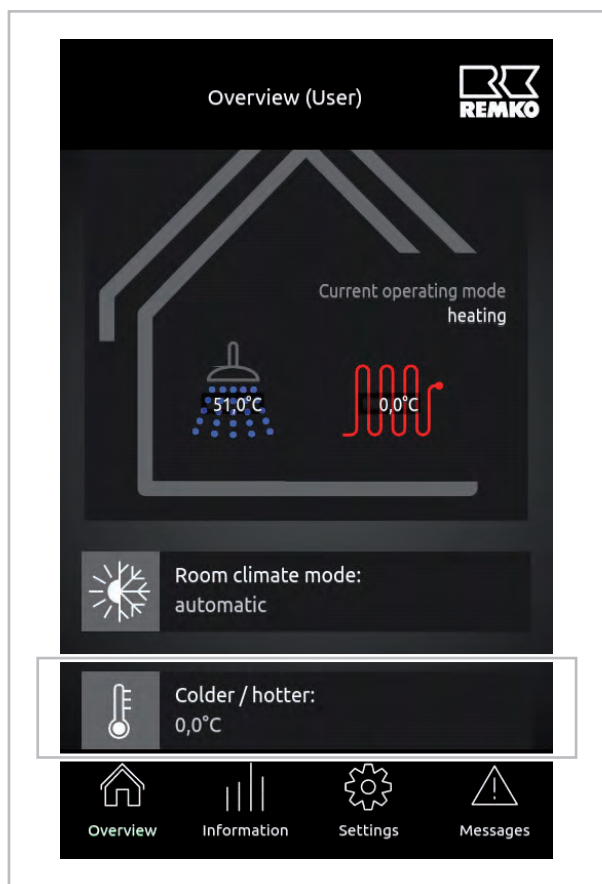 Overview (User)
REMKO
Current operating mode
heating
51,0°C
0,0°C
Room climate mode:
automatic
Colder / hotter:
0,0°C
Overview
Information
Settings
Messages